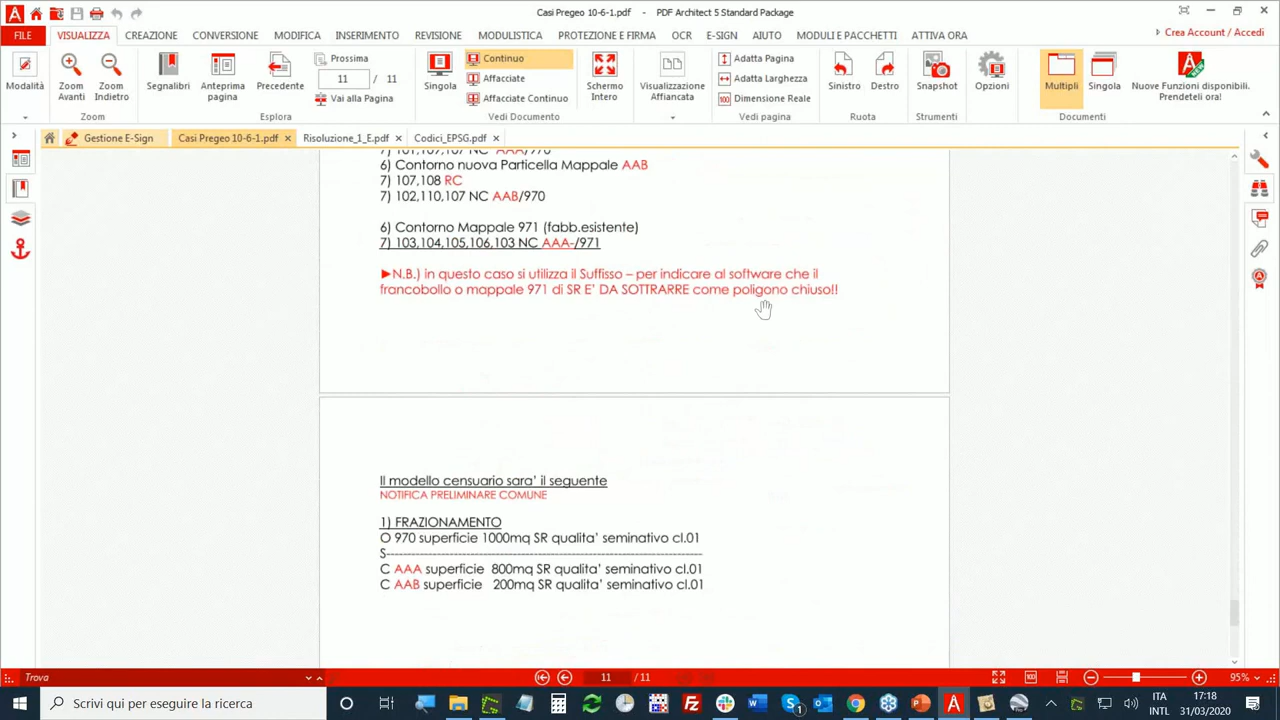 Casi Pregeo 10-6-1.pdf - PDF Architect 5 Standard Package
FILE VISUALIZZA CREAZIONE CONVERSIONE MODIFICA INSERIMENTO REVISIONE MODULISTICA PROTEZIONE E FIRMA OCR E-SIGN AIUTO MODULI E PACCHETTI ATTIVA ORA Crea Account / Accedi
Modalità
Zoom Avanti
Zoom Indietro
Zoom
Segnalibri
Anteprima pagina
Precedente
Prossima
11 / 11
Vai alla Pagina
Esplora
Singola
Continuo
Affacciate
Affacciate Continuo
Vedi Documento
Schermo Intero
Visualizzazione Affiancata
Adatta Pagina
Adatta Larghezza
100 Dimensione Reale
Vedi pagina
Sinistro
Destro
Ruota
Snapshot
Strumenti
Opzioni
Multipli
Singola
Documenti
Nuove Funzioni disponibili. Prendeteli ora!
Gestione E-Sign Casi Pregeo 10-6-1.pdf Risoluzione_1_E.pdf Codici_EPSG.pdf
7) 101,109,107 NC AAA/970
6) Contorno nuova Particella Mappale AAB
7) 107,108 RC
7) 102,110,107 NC AAB/970
6) Contorno Mappale 971 (fabb.esistente)
7) 103,104,105,106,103 NC AAA-/971
►N.B.) in questo caso si utilizza il Suffisso – per indicare al software che il
francobollo o mappale 971 di SR E’ DA SOTTRARRE come poligono chiuso!!
Il modello censuario sara’ il seguente
NOTIFICA PRELIMINARE COMUNE
1) FRAZIONAMENTO
O 970 superficie 1000mq SR qualita’ seminativo cl.01
S------------------------------------------------------------------------
C AAA superficie 800mq SR qualita’ seminativo cl.01
C AAB superficie 200mq SR qualita’ seminativo cl.01
Trova 11 / 11 95%
Scrivi qui per eseguire la ricerca
ITA 17:18
INTL 31/03/2020